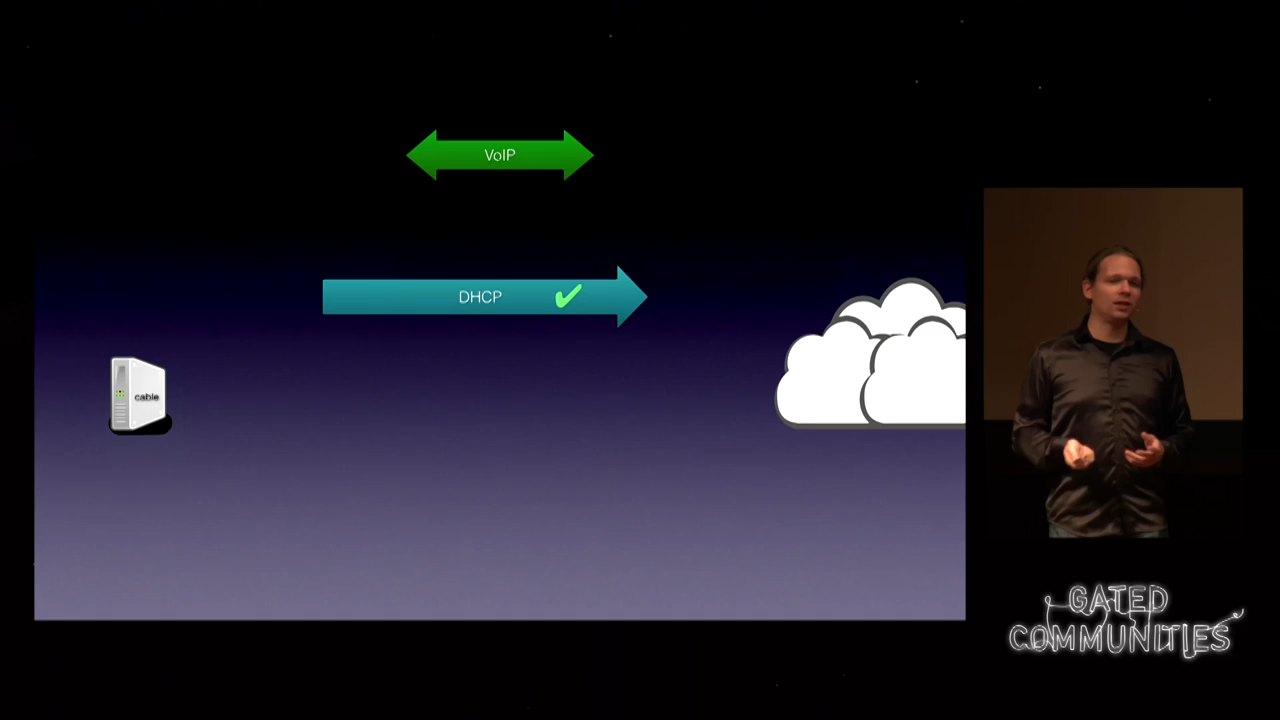 VoIP
DHCP
cable
GATED
COMMUNITIES